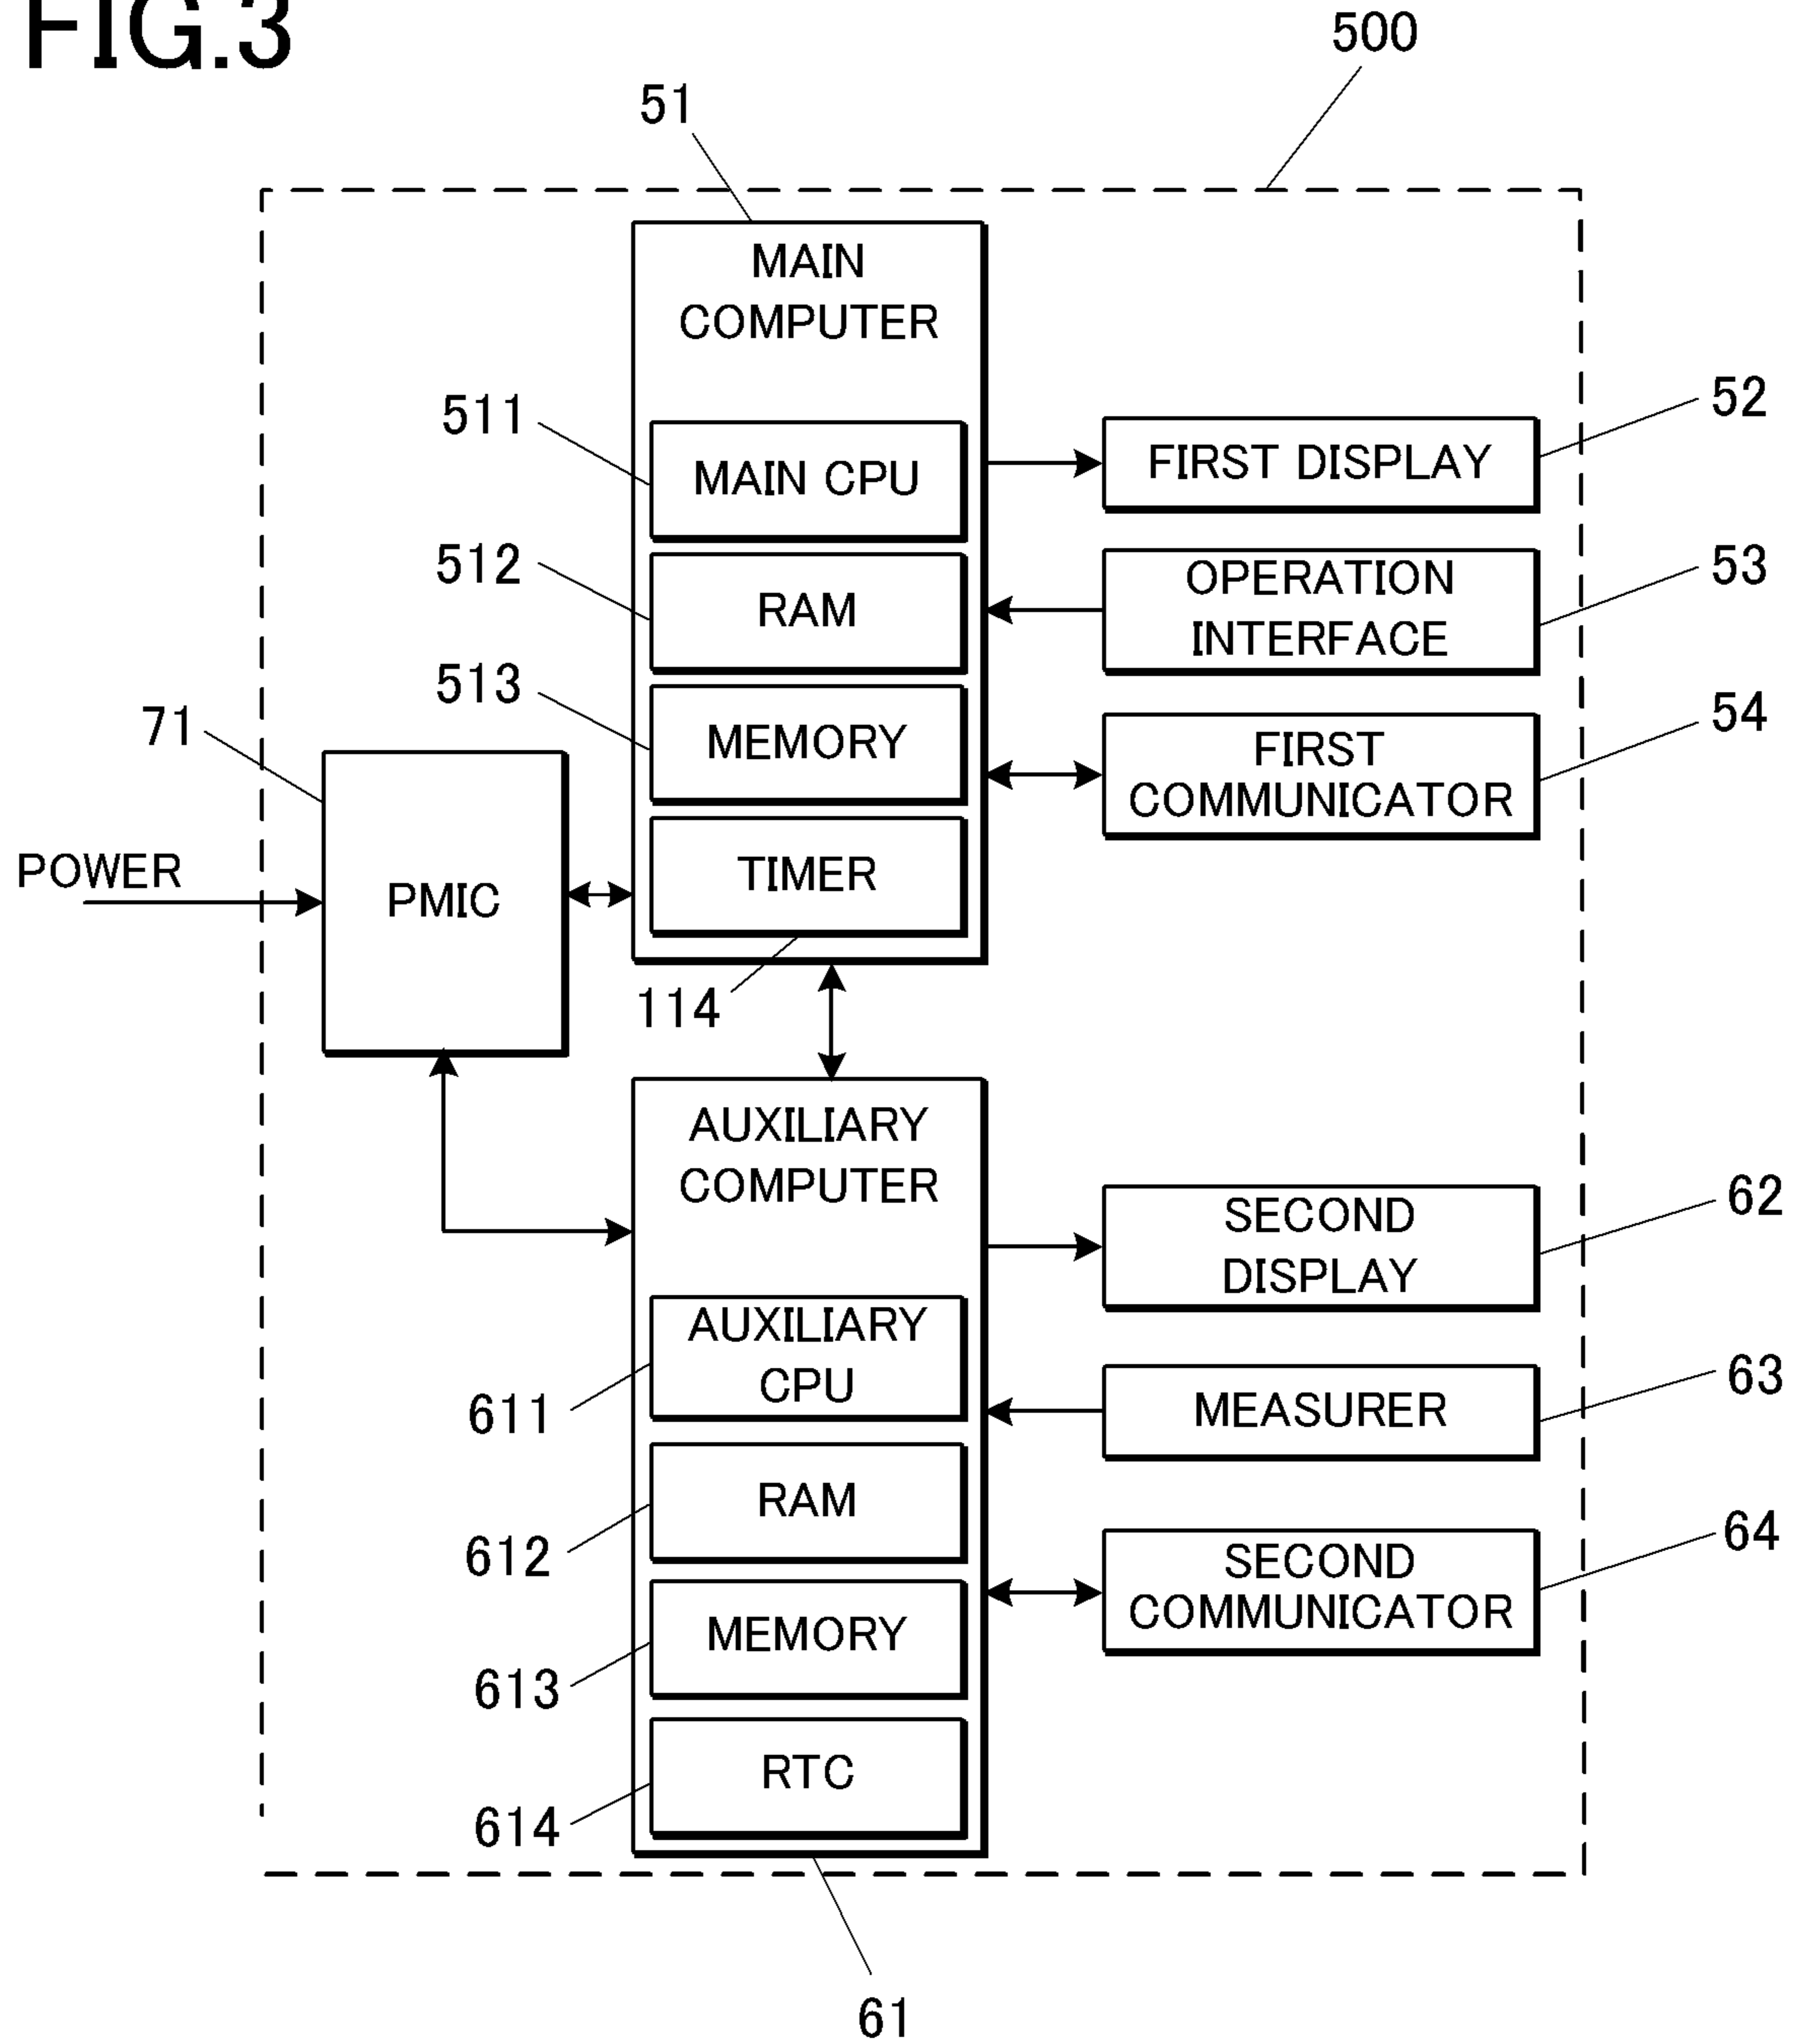 FIG.3
500
51
MAIN
COMPUTER
511
MAIN CPU
512
RAM
513
MEMORY
TIMER
114
FIRST DISPLAY
52
OPERATION
INTERFACE
53
FIRST
COMMUNICATOR
54
71
POWER
PMIC
AUXILIARY
COMPUTER
AUXILIARY
CPU
611
RAM
612
MEMORY
613
RTC
614
SECOND
DISPLAY
62
MEASURER
63
SECOND
COMMUNICATOR
64
61